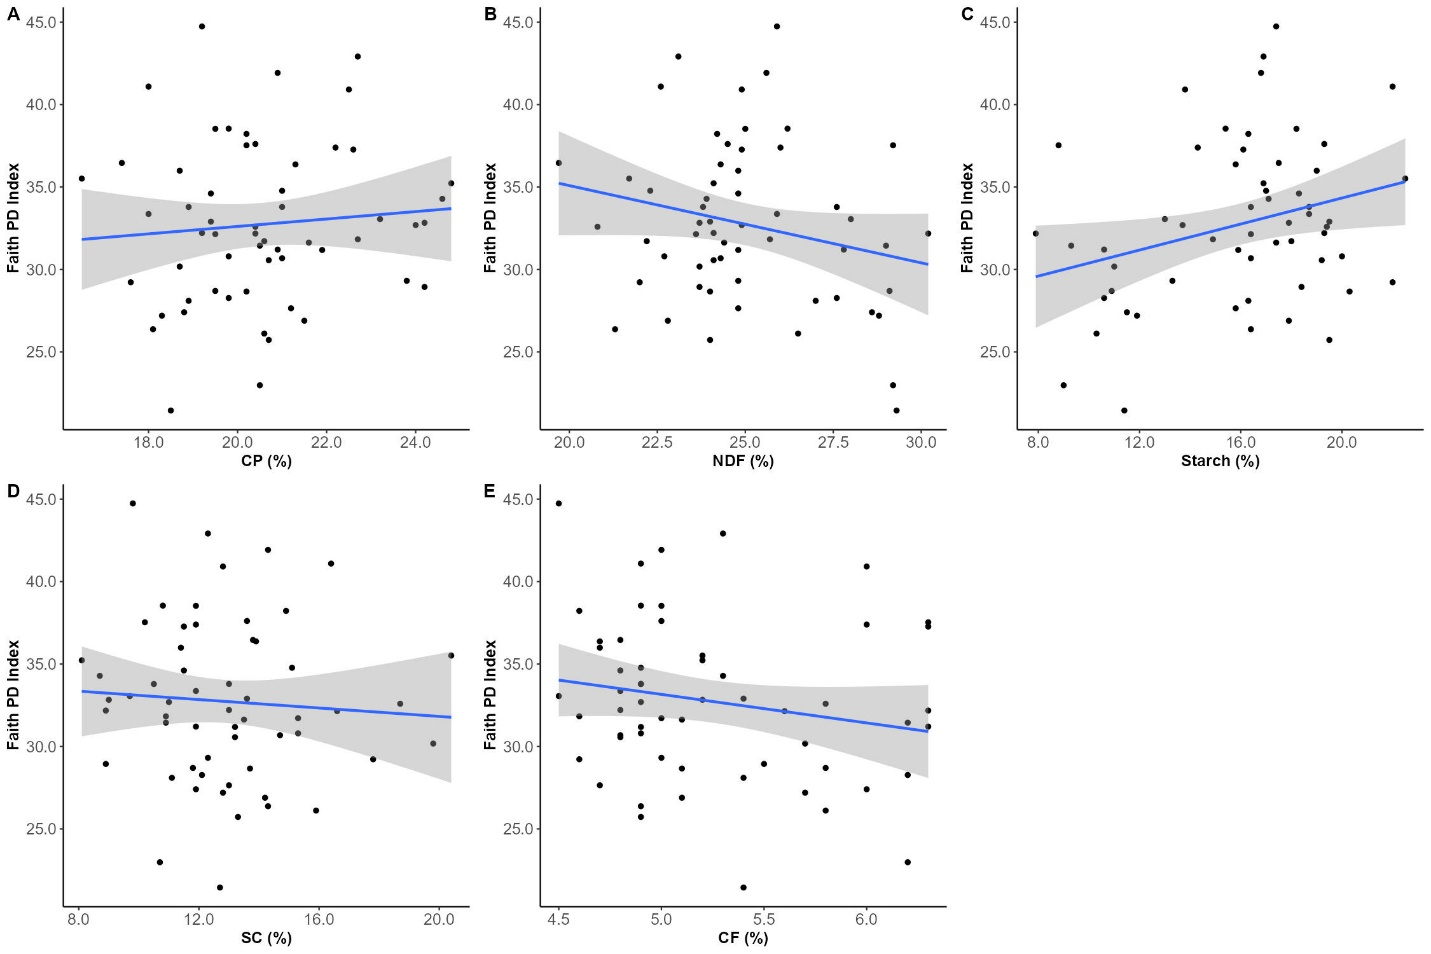 A
B
C
45.0
40.0
35.0
30.0
25.0
Faith PD Index
18.0 20.0 22.0 24.0
CP (%)
45.0
40.0
35.0
30.0
25.0
Faith PD Index
20.0 22.5 25.0 27.5 30.0
NDF (%)
45.0
40.0
35.0
30.0
25.0
Faith PD Index
8.0 12.0 16.0 20.0
Starch (%)
D
E
45.0
40.0
35.0
30.0
25.0
Faith PD Index
8.0 12.0 16.0 20.0
SC (%)
45.0
40.0
35.0
30.0
25.0
Faith PD Index
4.5 5.0 5.5 6.0
CF (%)